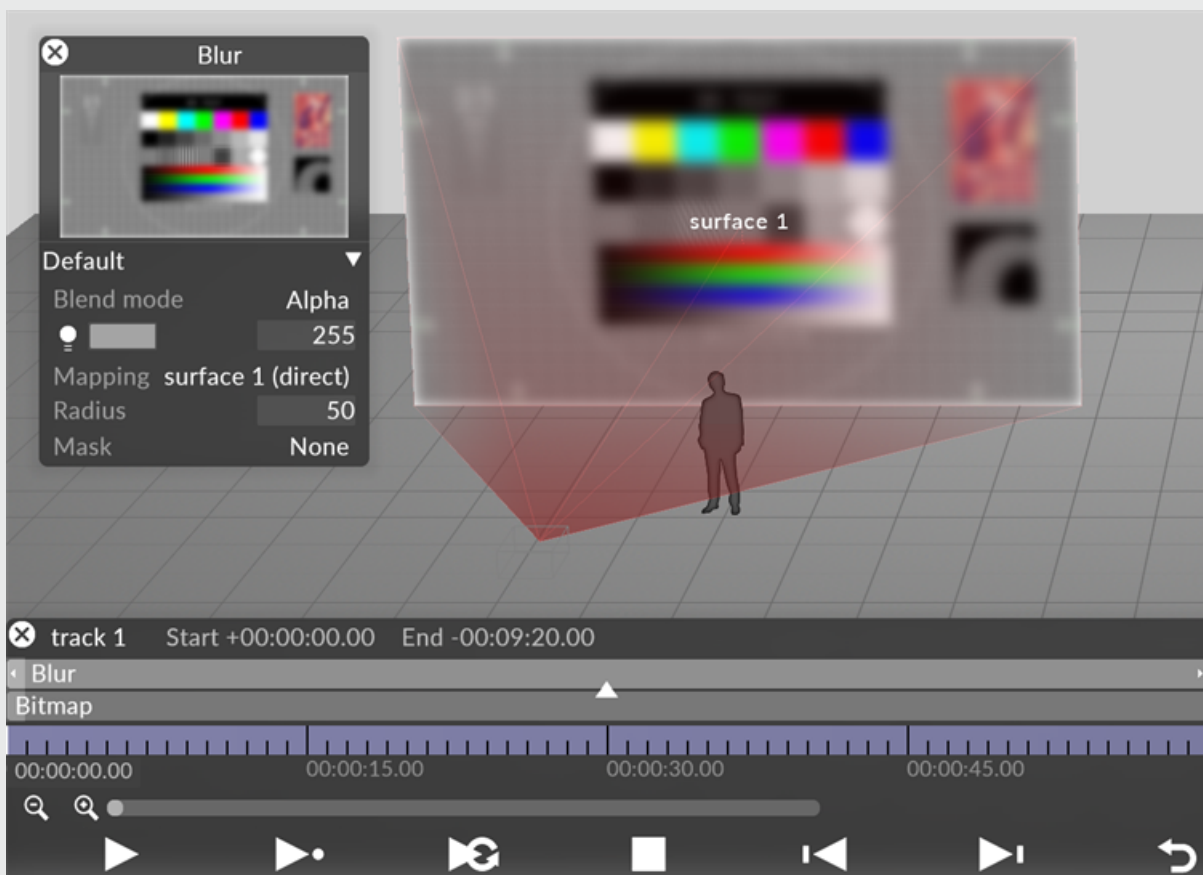 Blur
surface 1
Default
Blend mode Alpha
255
Mapping surface 1 (direct)
Radius 50
Mask None
track 1 Start +00:00:00.00 End -00:09:20.00
Blur
Bitmap
00:00:00.00 00:00:15.00 00:00:30.00 00:00:45.00